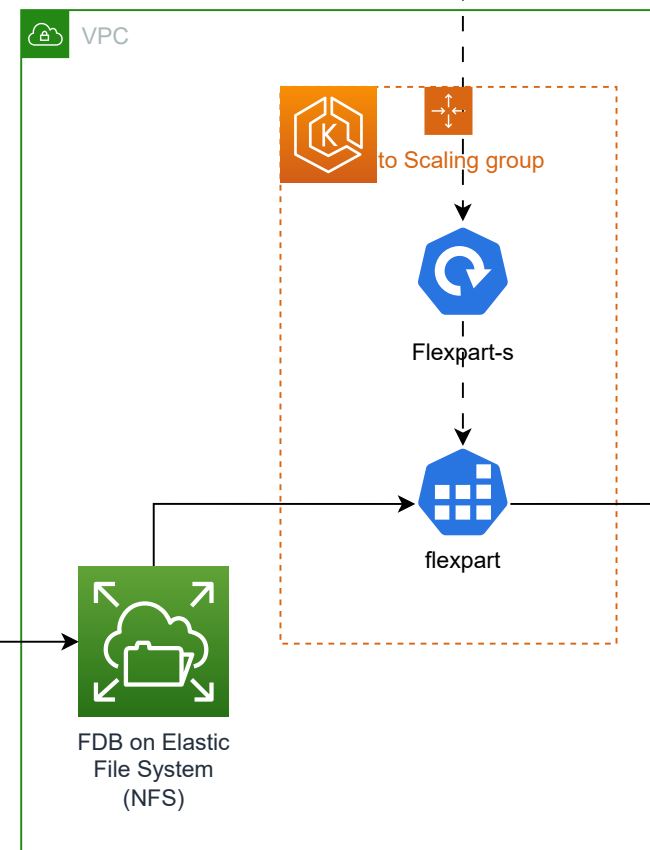 VPC
K
to Scaling group
Flexpart-s
flexpart
FDB on Elastic
File System
(NFS)